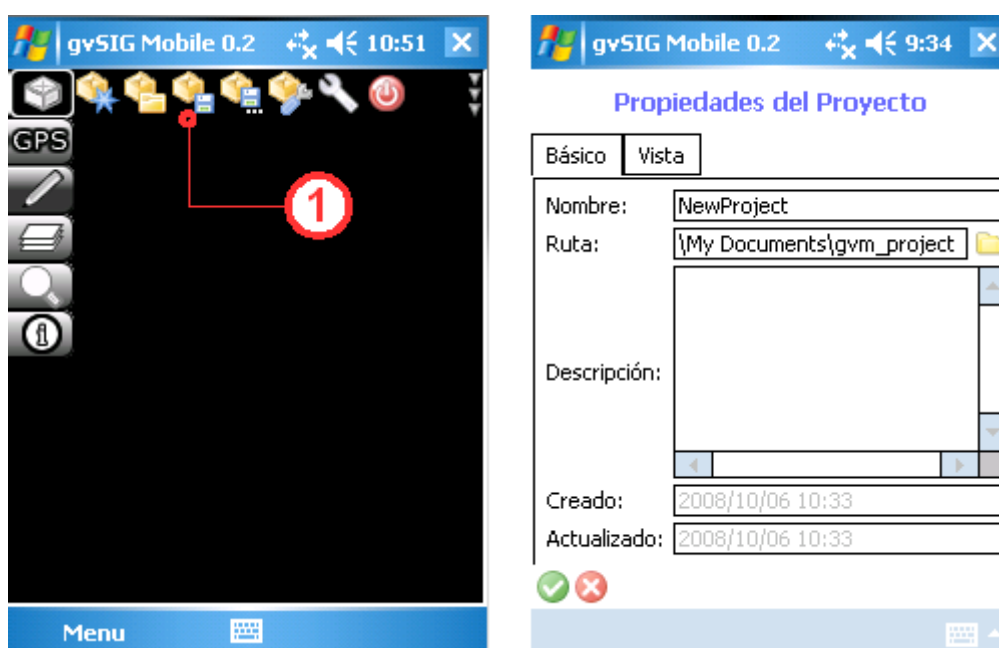 gvSIG Mobile 0.2 10:51
GPS
1
Menu
gvSIG Mobile 0.2 9:34
Propiedades del Proyecto
Básico Vista
Nombre: NewProject
Ruta: \My Documents\gvm_project
Descripción:
Creado: 2008/10/06 10:33
Actualizado: 2008/10/06 10:33